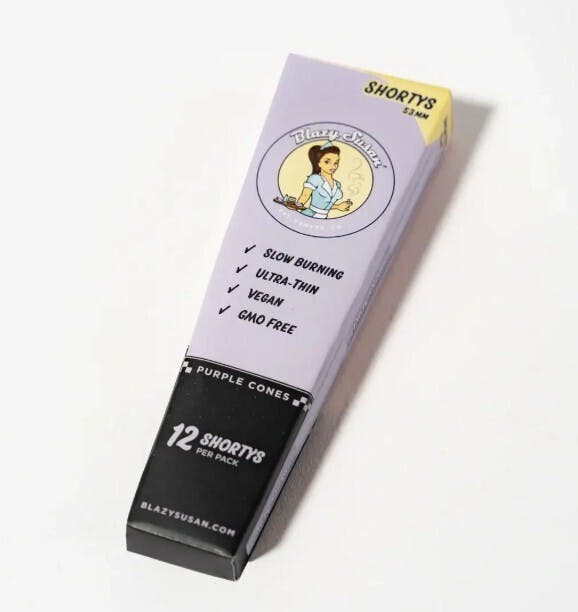 SHORTYS
53MM
Blazy Susan®
✓ SLOW BURNING
✓ ULTRA-THIN
✓ VEGAN
✓ GMO FREE
PURPLE CONES
12 SHORTYS
PER PACK
BLAZYSUSAN.COM